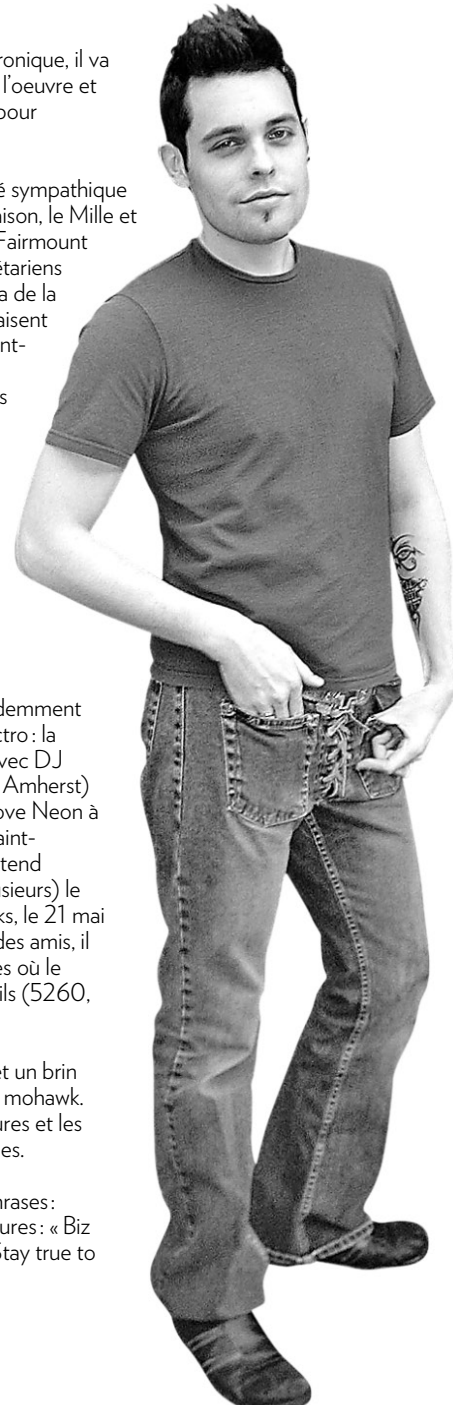 ronique, il va
l'oeuvre et
pour
é sympathique
aison, le Mille et
Fairmount
étariens
a de la
aisent
nt-
s
demment
ctro : la
vec DJ
Amherst)
ove Neon à
aint-
tend
usieurs) le
ks, le 21 mai
des amis, il
es où le
ils (5260,
et un brin
mohawk.
ures et les
es.
hrases :
ures : « Biz
Stay true to